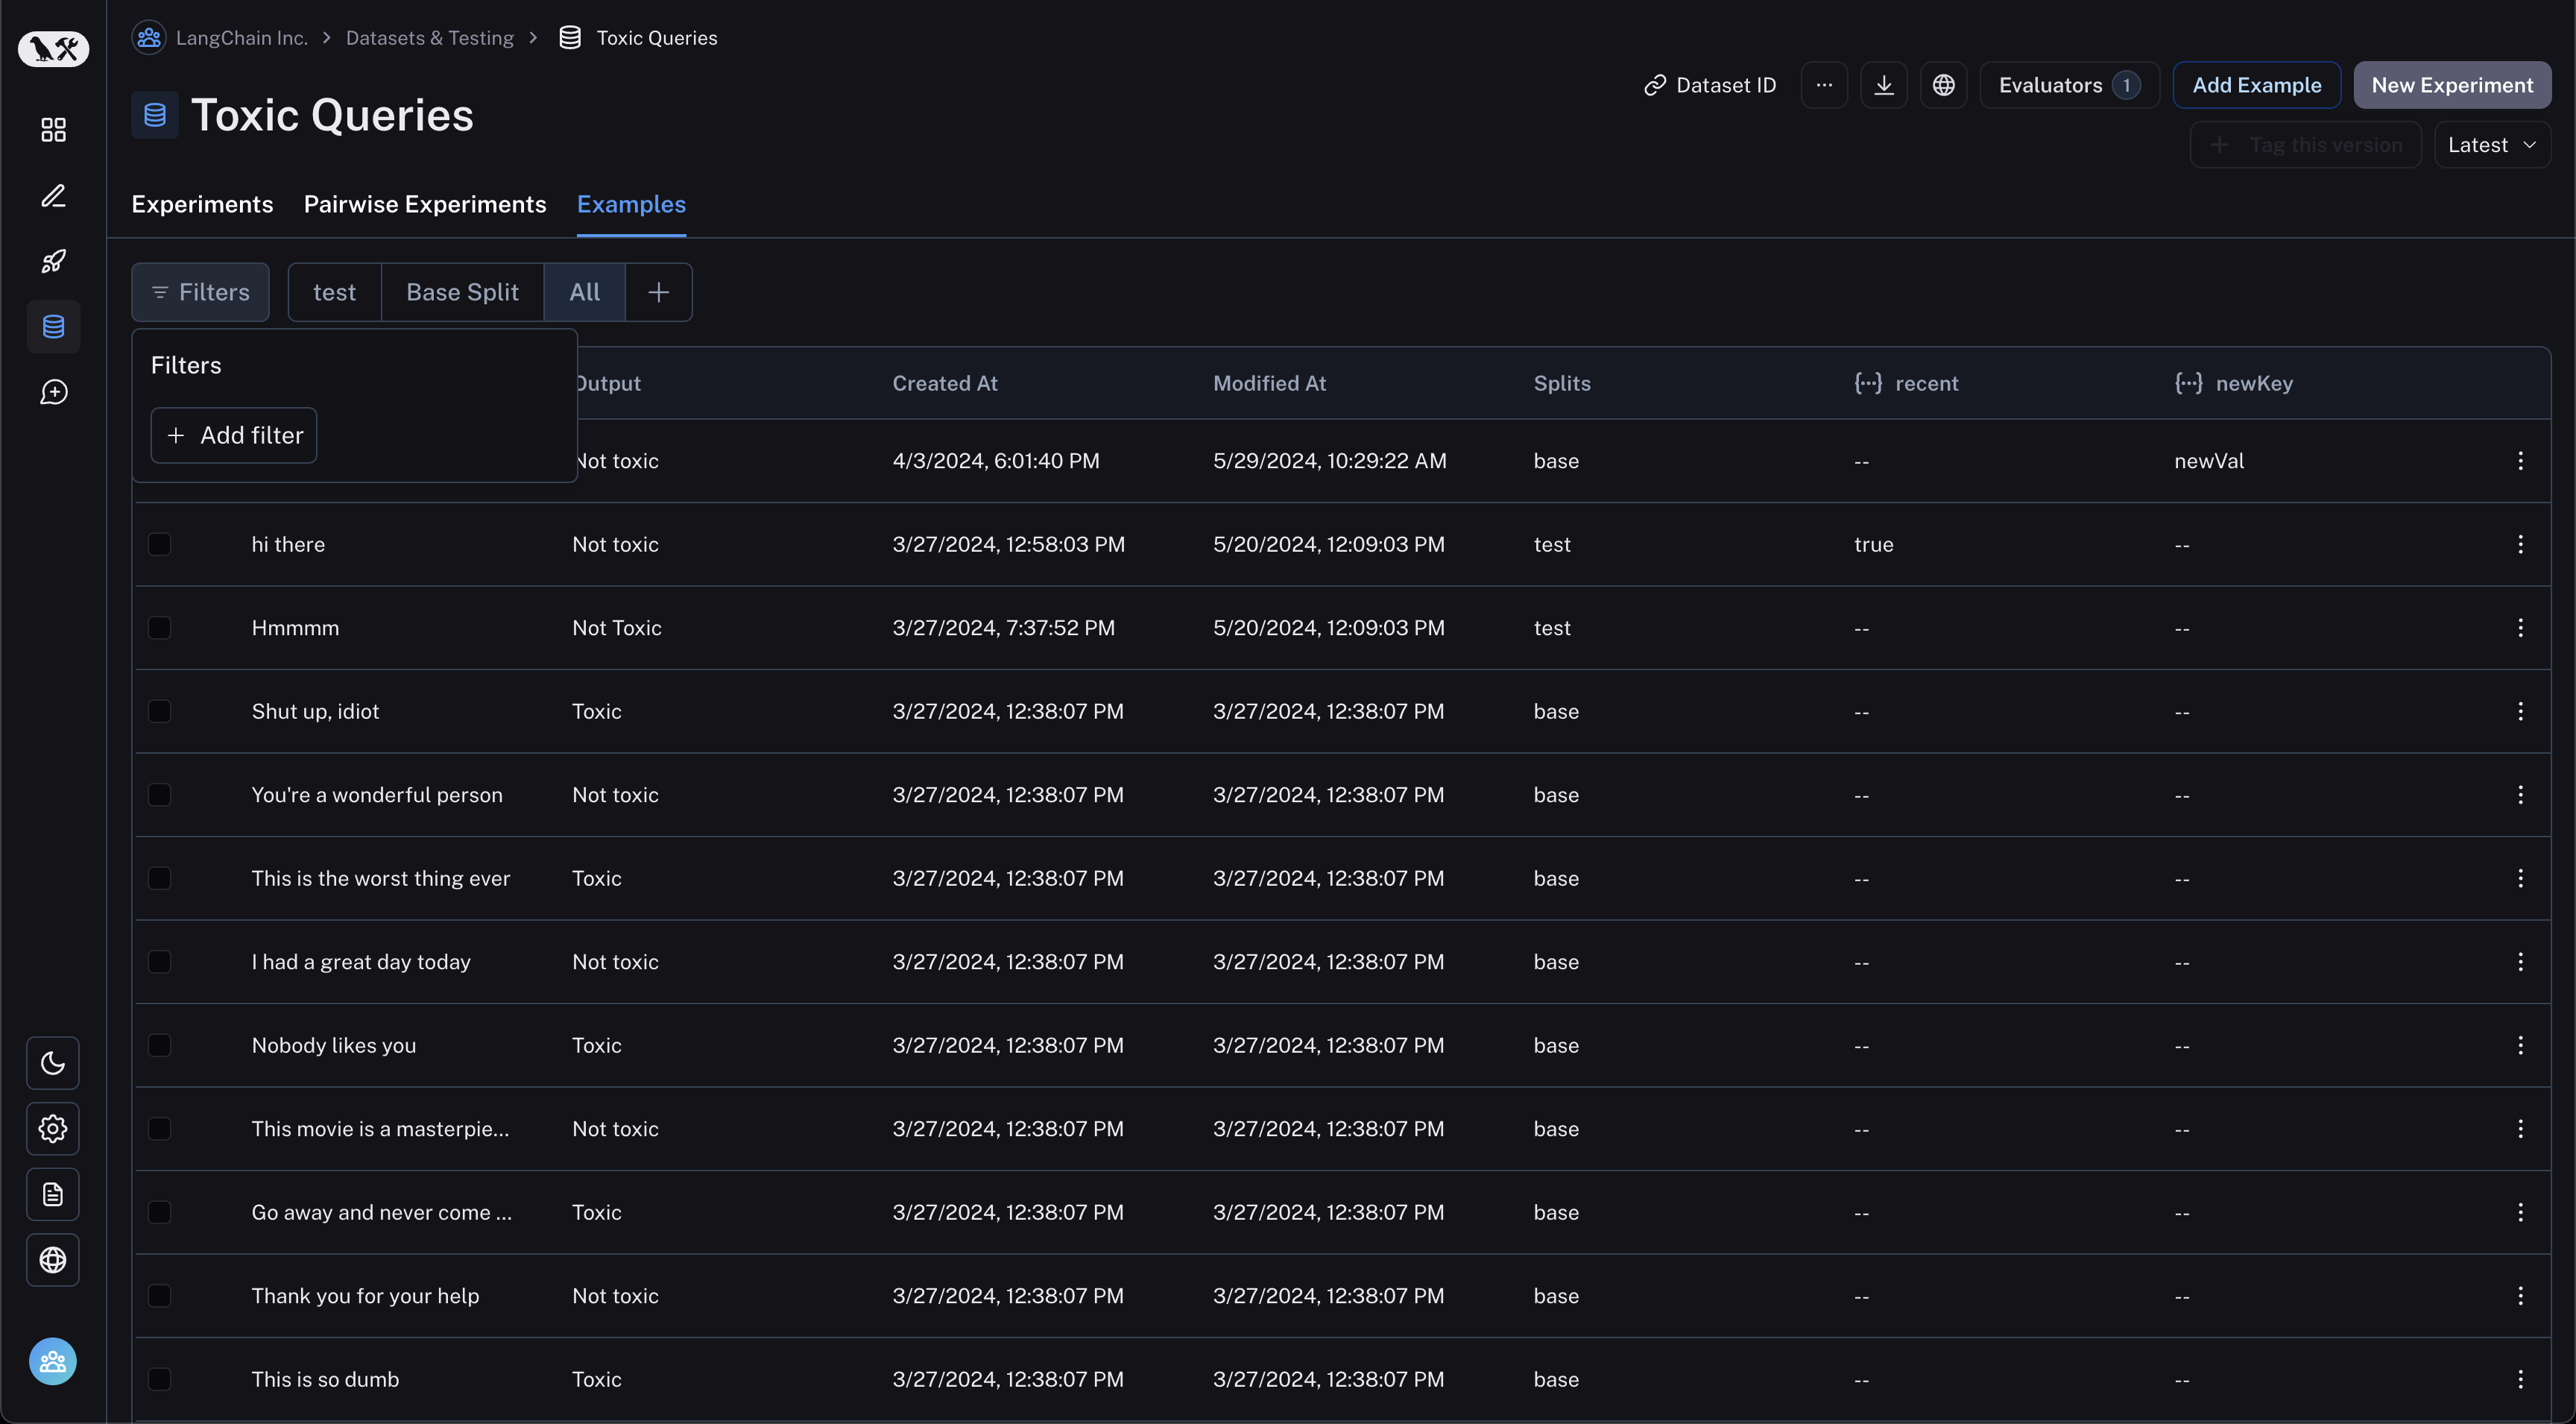 LangChain Inc. > Datasets & Testing > Toxic Queries
Toxic Queries
Dataset ID ... Evaluators 1 Add Example New Experiment
+ Tag this version Latest
Experiments Pairwise Experiments Examples
Filters test Base Split All +
Filters
+ Add filter
Output Created At Modified At Splits {...} recent {...} newKey
Not toxic 4/3/2024, 6:01:40 PM 5/29/2024, 10:29:22 AM base -- newVal
hi there Not toxic 3/27/2024, 12:58:03 PM 5/20/2024, 12:09:03 PM test true --
Hmmmm Not Toxic 3/27/2024, 7:37:52 PM 5/20/2024, 12:09:03 PM test -- --
Shut up, idiot Toxic 3/27/2024, 12:38:07 PM 3/27/2024, 12:38:07 PM base -- --
You're a wonderful person Not toxic 3/27/2024, 12:38:07 PM 3/27/2024, 12:38:07 PM base -- --
This is the worst thing ever Toxic 3/27/2024, 12:38:07 PM 3/27/2024, 12:38:07 PM base -- --
I had a great day today Not toxic 3/27/2024, 12:38:07 PM 3/27/2024, 12:38:07 PM base -- --
Nobody likes you Toxic 3/27/2024, 12:38:07 PM 3/27/2024, 12:38:07 PM base -- --
This movie is a masterpie... Not toxic 3/27/2024, 12:38:07 PM 3/27/2024, 12:38:07 PM base -- --
Go away and never come ... Toxic 3/27/2024, 12:38:07 PM 3/27/2024, 12:38:07 PM base -- --
Thank you for your help Not toxic 3/27/2024, 12:38:07 PM 3/27/2024, 12:38:07 PM base -- --
This is so dumb Toxic 3/27/2024, 12:38:07 PM 3/27/2024, 12:38:07 PM base -- --